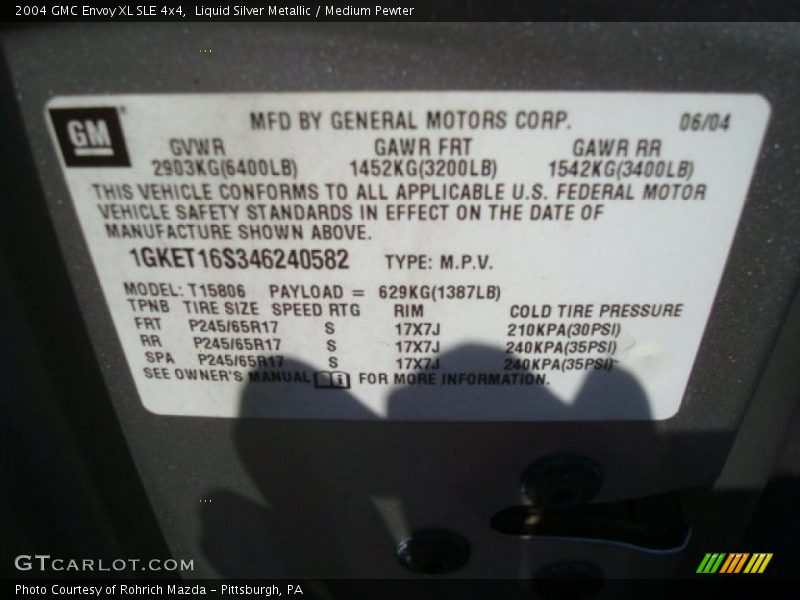 2004 GMC Envoy XL SLE 4x4,  Liquid Silver Metallic / Medium Pewter
GM
MFD BY GENERAL MOTORS CORP. 06/04
GVWR GAWR FRT GAWR RR
2903KG(6400LB) 1452KG(3200LB) 1542KG(3400LB)
THIS VEHICLE CONFORMS TO ALL APPLICABLE U.S. FEDERAL MOTOR
VEHICLE SAFETY STANDARDS IN EFFECT ON THE DATE OF
MANUFACTURE SHOWN ABOVE.
1GKET16S346240582 TYPE: M.P.V.
MODEL: T15806 PAYLOAD = 629KG(1387LB)
TPNB TIRE SIZE SPEED RTG RIM COLD TIRE PRESSURE
FRT P245/65R17 S 17X7J 210KPA(30PSI)
RR P245/65R17 S 17X7J 240KPA(35PSI)
SPA P245/65R17 S 17X7J 240KPA(35PSI)
SEE OWNER'S MANUAL FOR MORE INFORMATION.
GTCARLOT.COM
Photo Courtesy of Rohrich Mazda - Pittsburgh, PA